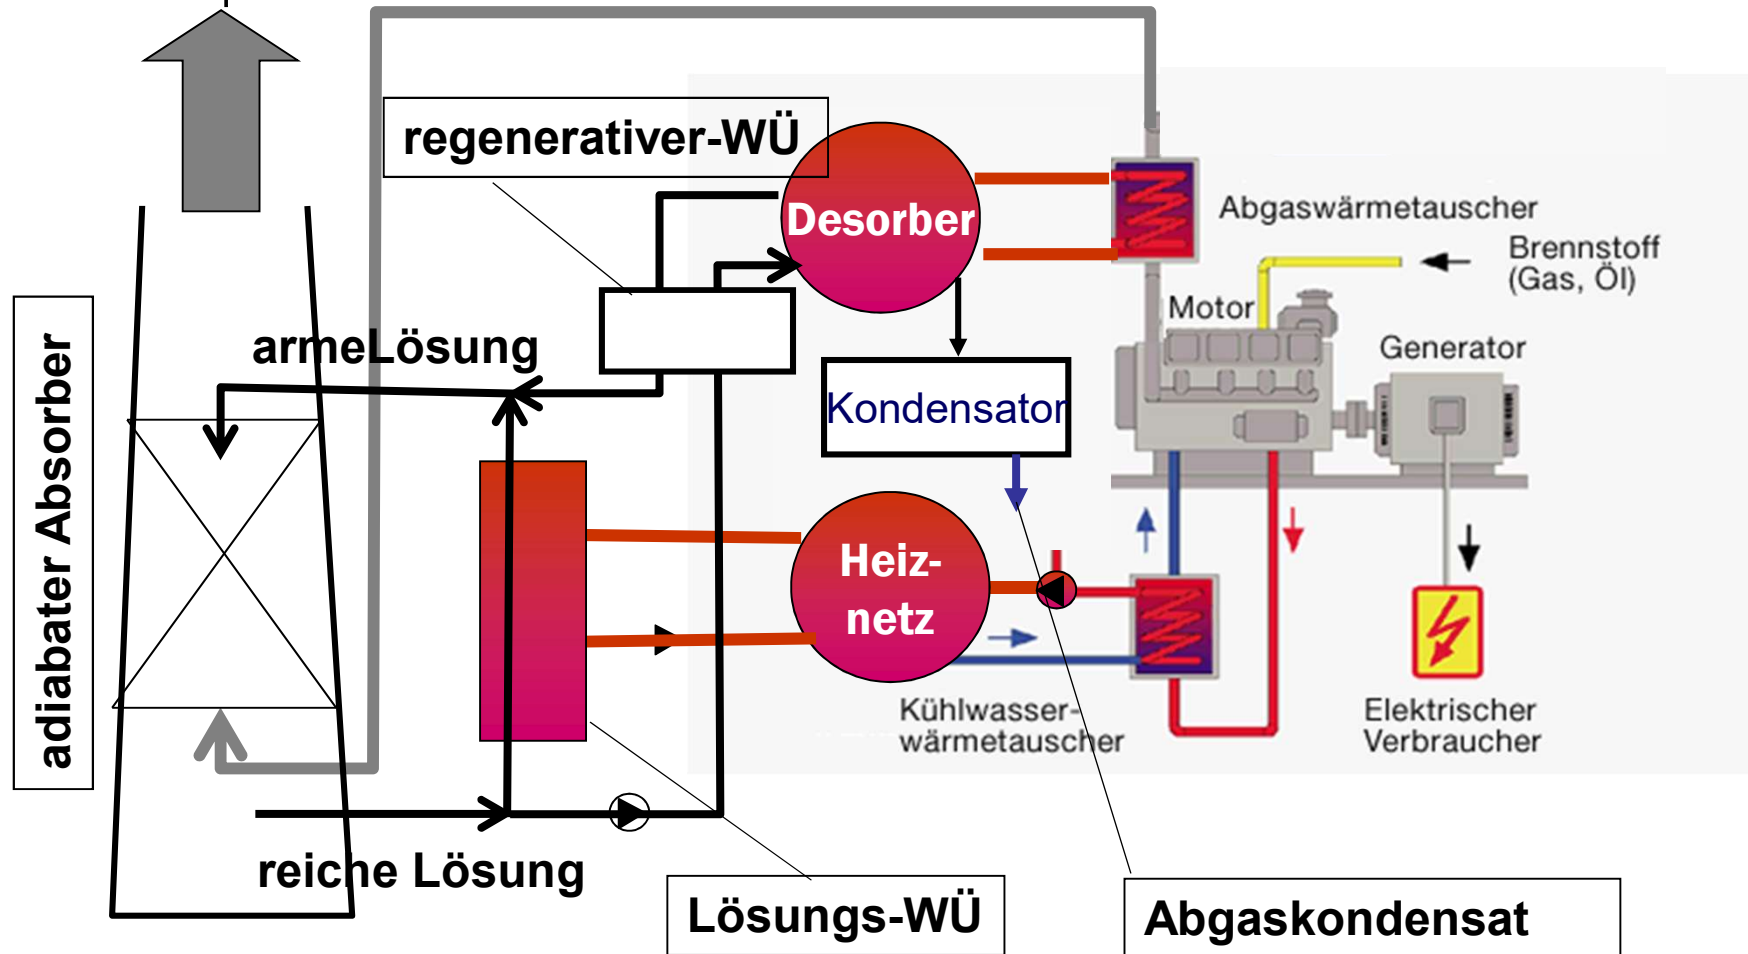 regenerativer-WÜ
Desorber
Abgaswärmetauscher
Brennstoff
(Gas, Öl)
Motor
Generator
armeLösung
Kondensator
adiabater Absorber
Heiz-
netz
Kühlwasser-
wärmetauscher
Elektrischer
Verbraucher
reiche Lösung
Lösungs-WÜ
Abgaskondensat